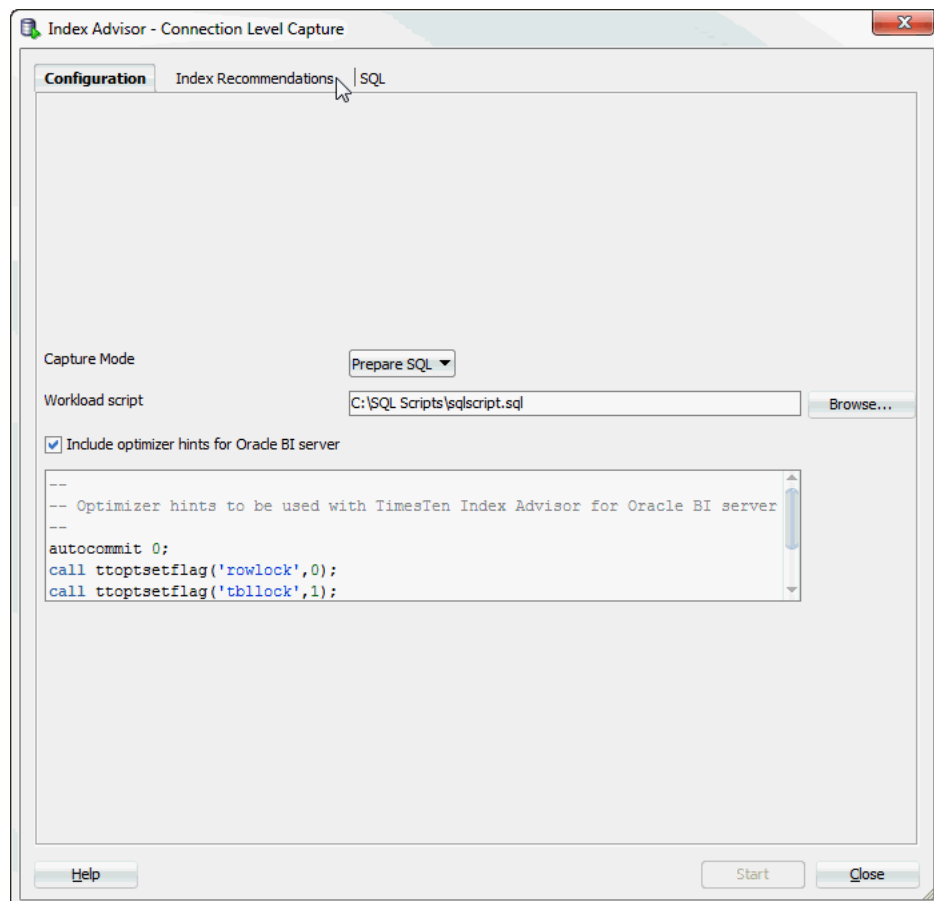 Index Advisor - Connection Level Capture
Configuration Index Recommendations SQL
Capture Mode Prepare SQL
Workload script C:\SQL Scripts\sqlscript.sql Browse...
Include optimizer hints for Oracle BI server
--
-- Optimizer hints to be used with TimesTen Index Advisor for Oracle BI server
--
autocommit 0;
call ttoptsetflag('rowlock',0);
call ttoptsetflag('tbllock',1);
Help Start Close